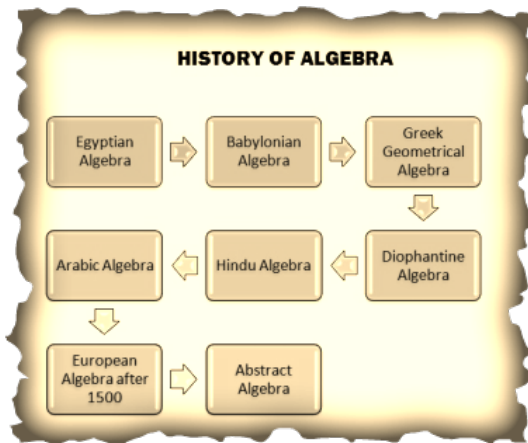 HISTORY OF ALGEBRA
Egyptian
Algebra
Babylonian
Algebra
Greek
Geometrical
Algebra
Diophantine
Algebra
Hindu Algebra
Arabic Algebra
European
Algebra after
1500
Abstract
Algebra